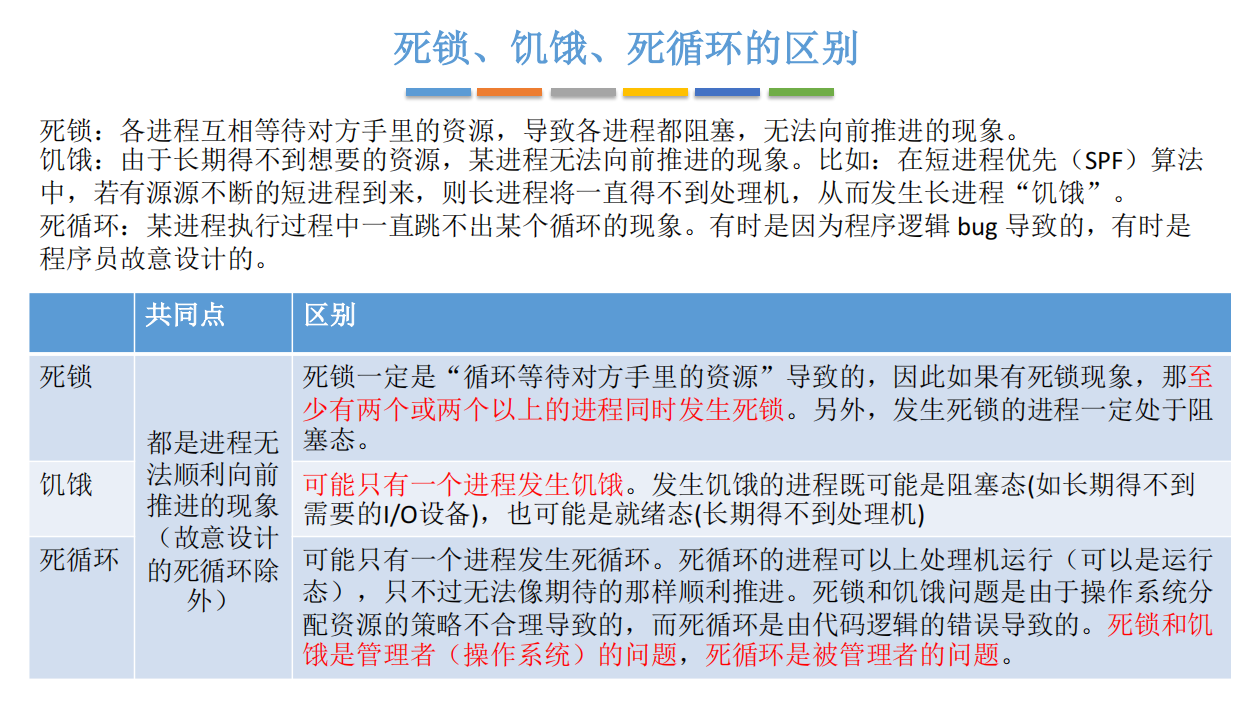 死锁、饥饿、死循环的区别
死锁：各进程互相等待对方手里的资源，导致各进程都阻塞，无法向前推进的现象。
饥饿：由于长期得不到想要的资源，某进程无法向前推进的现象。比如：在短进程优先（SPF）算法
中，若有源源不断的短进程到来，则长进程将一直得不到处理机，从而发生长进程“饥饿”。
死循环：某进程执行过程中一直跳不出某个循环的现象。有时是因为程序逻辑 bug 导致的，有时是
程序员故意设计的。
共同点
区别
死锁
都是进程无
法顺利向前
推进的现象
（故意设计
的死循环除
外）
死锁一定是“循环等待对方手里的资源”导致的，因此如果有死锁现象，那至
少有两个或两个以上的进程同时发生死锁。另外，发生死锁的进程一定处于阻
塞态。
饥饿
可能只有一个进程发生饥饿。发生饥饿的进程既可能是阻塞态(如长期得不到
需要的I/O设备)，也可能是就绪态(长期得不到处理机)
死循环
可能只有一个进程发生死循环。死循环的进程可以上处理机运行（可以是运行
态），只不过无法像期待的那样顺利推进。死锁和饥饿问题是由于操作系统分
配资源的策略不合理导致的，而死循环是由代码逻辑的错误导致的。死锁和饥
饿是管理者（操作系统）的问题，死循环是被管理者的问题。